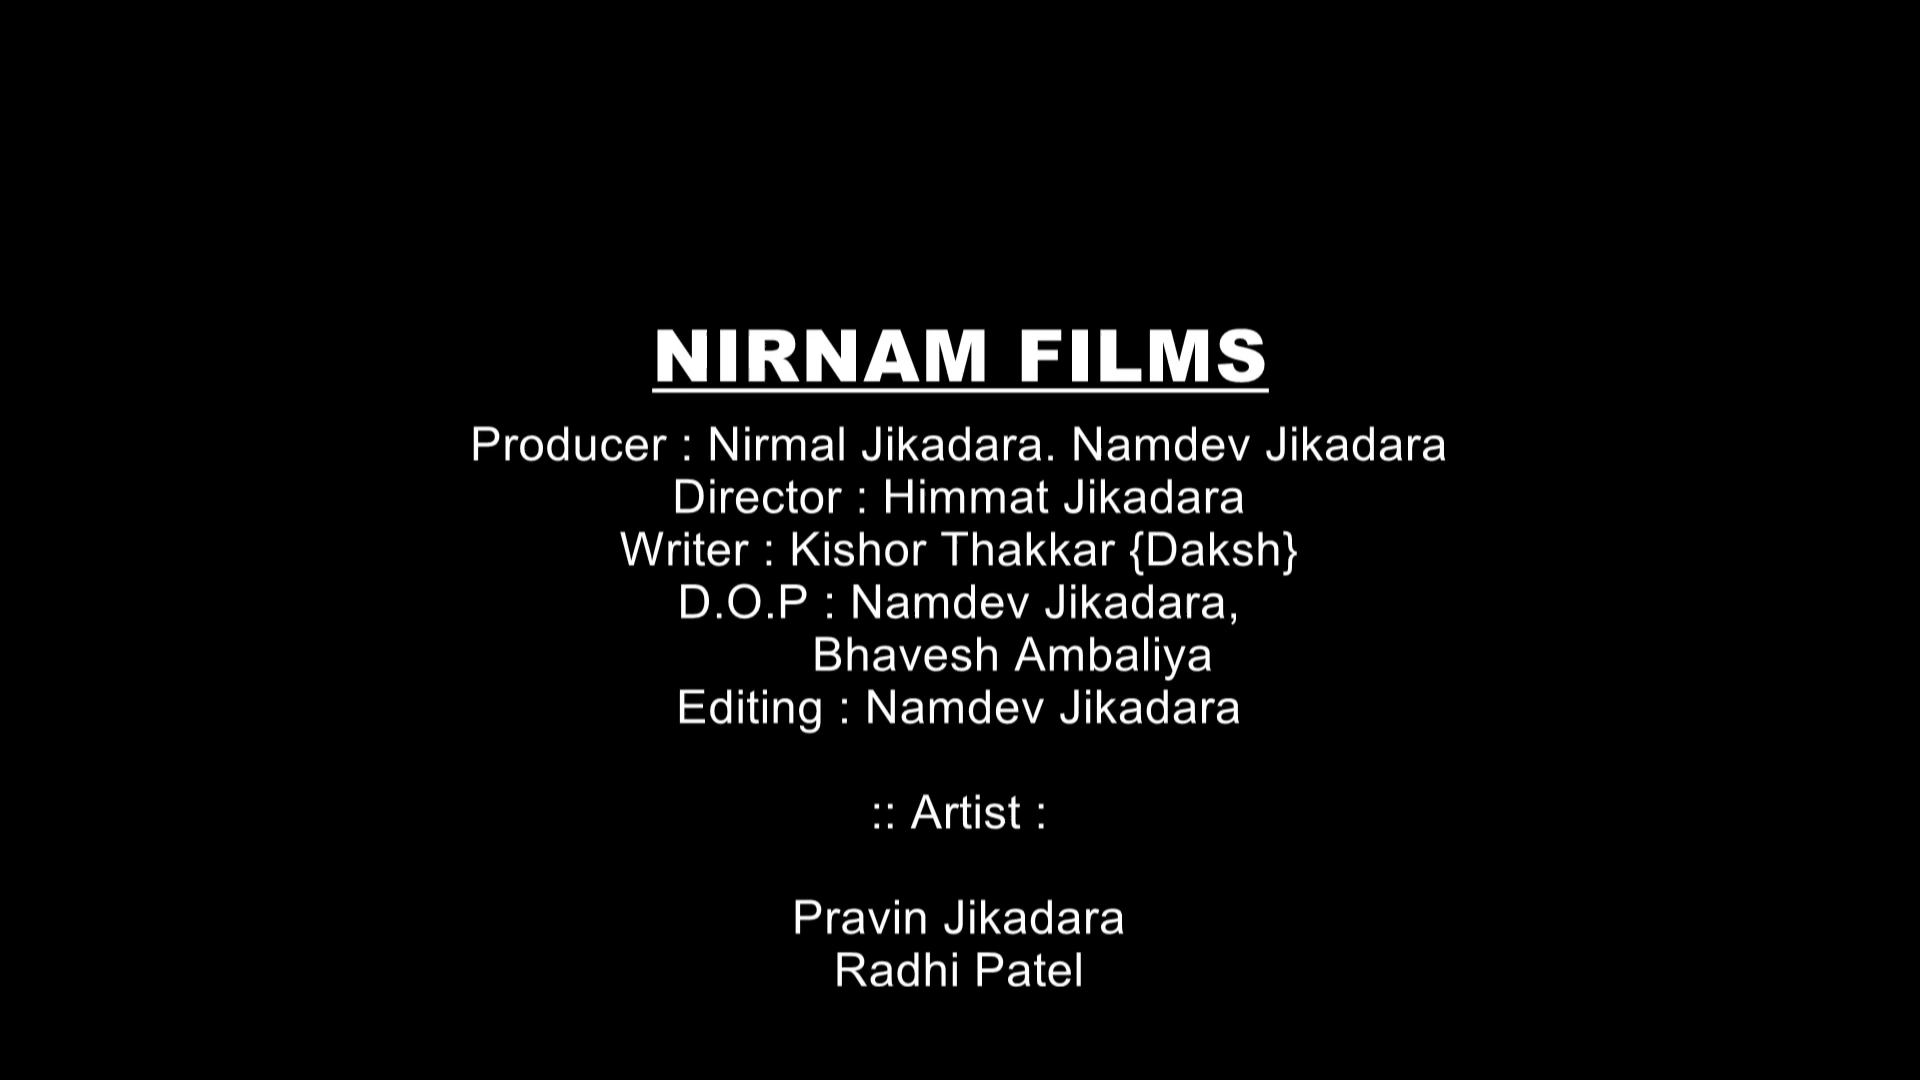 NIRNAM FILMS
Producer : Nirmal Jikadara. Namdev Jikadara
Director : Himmat Jikadara
Writer : Kishor Thakkar {Daksh}
D.O.P : Namdev Jikadara,
Bhavesh Ambaliya
Editing : Namdev Jikadara
:: Artist :
Pravin Jikadara
Radhi Patel